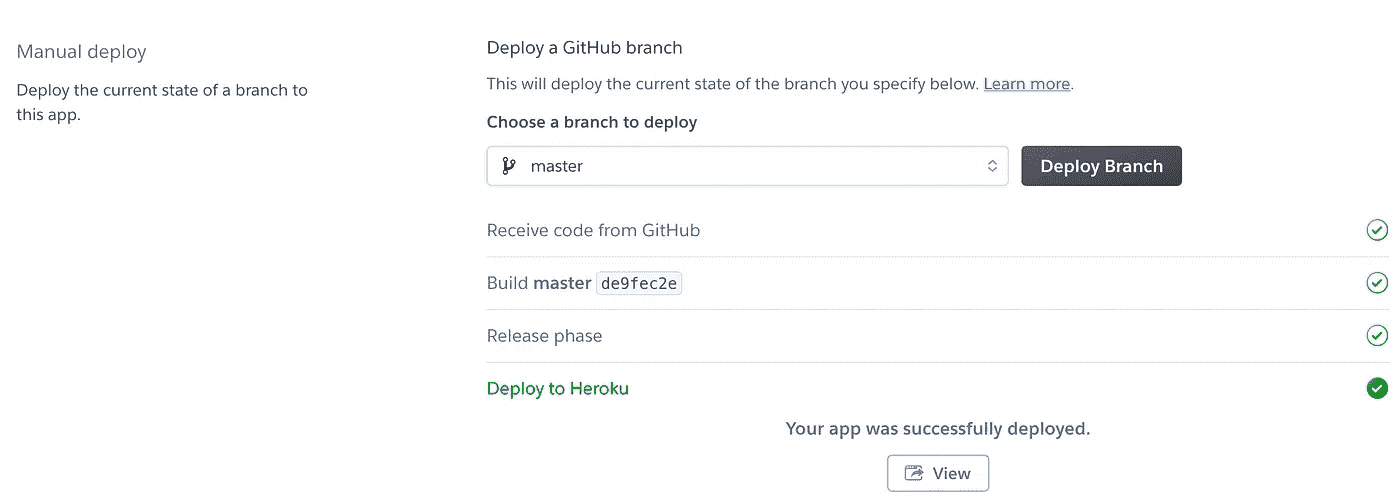 Manual deploy
Deploy the current state of a branch to
this app.
Deploy a GitHub branch
This will deploy the current state of the branch you specify below. Learn more.
Choose a branch to deploy
master
Deploy Branch
Receive code from GitHub
Build master de9fec2e
Release phase
Deploy to Heroku
Your app was successfully deployed.
View